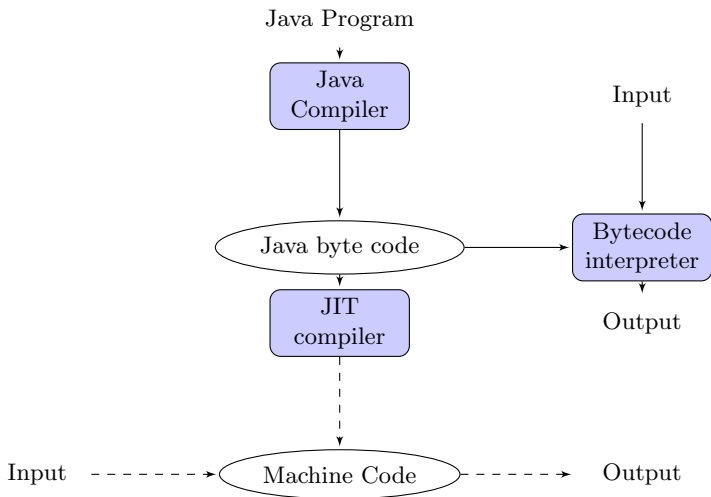 Java Program
Java
Compiler
Input
Java byte code
Bytecode
interpreter
JIT
compiler
Output
Input
Machine Code
Output